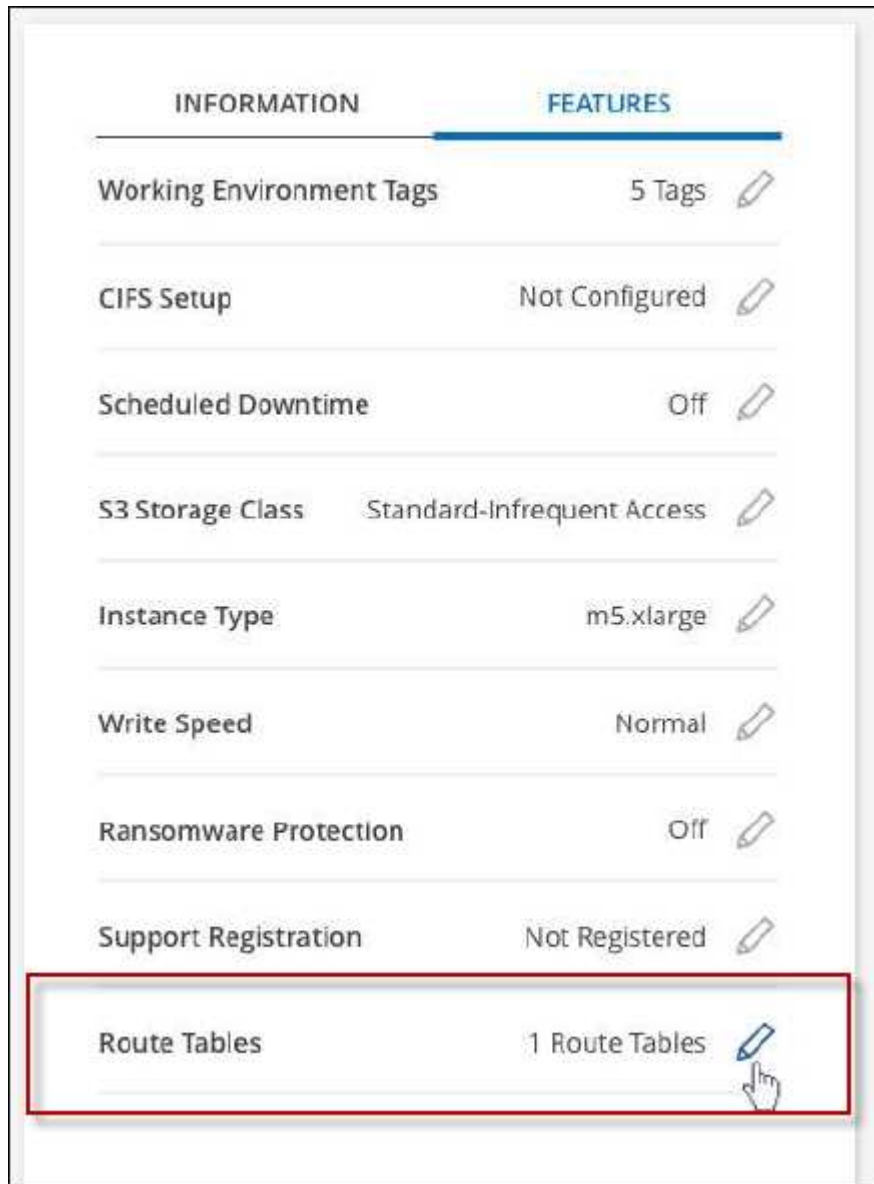 INFORMATION FEATURES
Working Environment Tags 5 Tags
CIFS Setup Not Configured
Scheduled Downtime Off
S3 Storage Class Standard-Infrequent Access
Instance Type m5.xlarge
Write Speed Normal
Ransomware Protection Off
Support Registration Not Registered
Route Tables 1 Route Tables